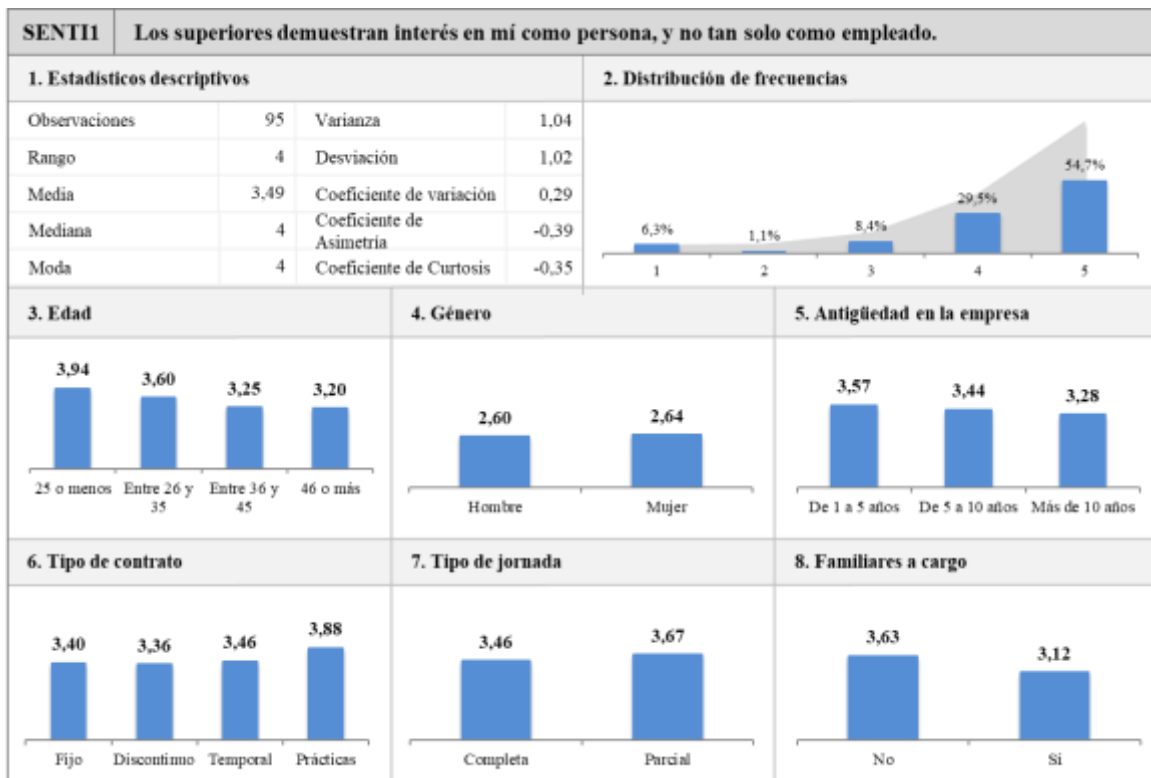 SENTI1 Los superiores demuestran interés en mí como persona, y no tan solo como empleado.
1. Estadísticos descriptivos
Observaciones 95 Varianza 1,04
Rango 4 Desviación 1,02
Media 3,49 Coeficiente de variación 0,29
Mediana 4 Coeficiente de Asimetría -0,39
Moda 4 Coeficiente de Curtosis -0,35
2. Distribución de frecuencias
6,3% 1,1% 8,4% 29,5% 54,7%
1 2 3 4 5
3. Edad
3,94 3,60 3,25 3,20
25 o menos Entre 26 y 35 Entre 36 y 45 46 o más
4. Género
2,60 2,64
Hombre Mujer
5. Antigüedad en la empresa
3,57 3,44 3,28
De 1 a 5 años De 5 a 10 años Más de 10 años
6. Tipo de contrato
3,40 3,36 3,46 3,88
Fijo Discontinuo Temporal Prácticas
7. Tipo de jornada
3,46 3,67
Completa Parcial
8. Familiares a cargo
3,63 3,12
No Sí